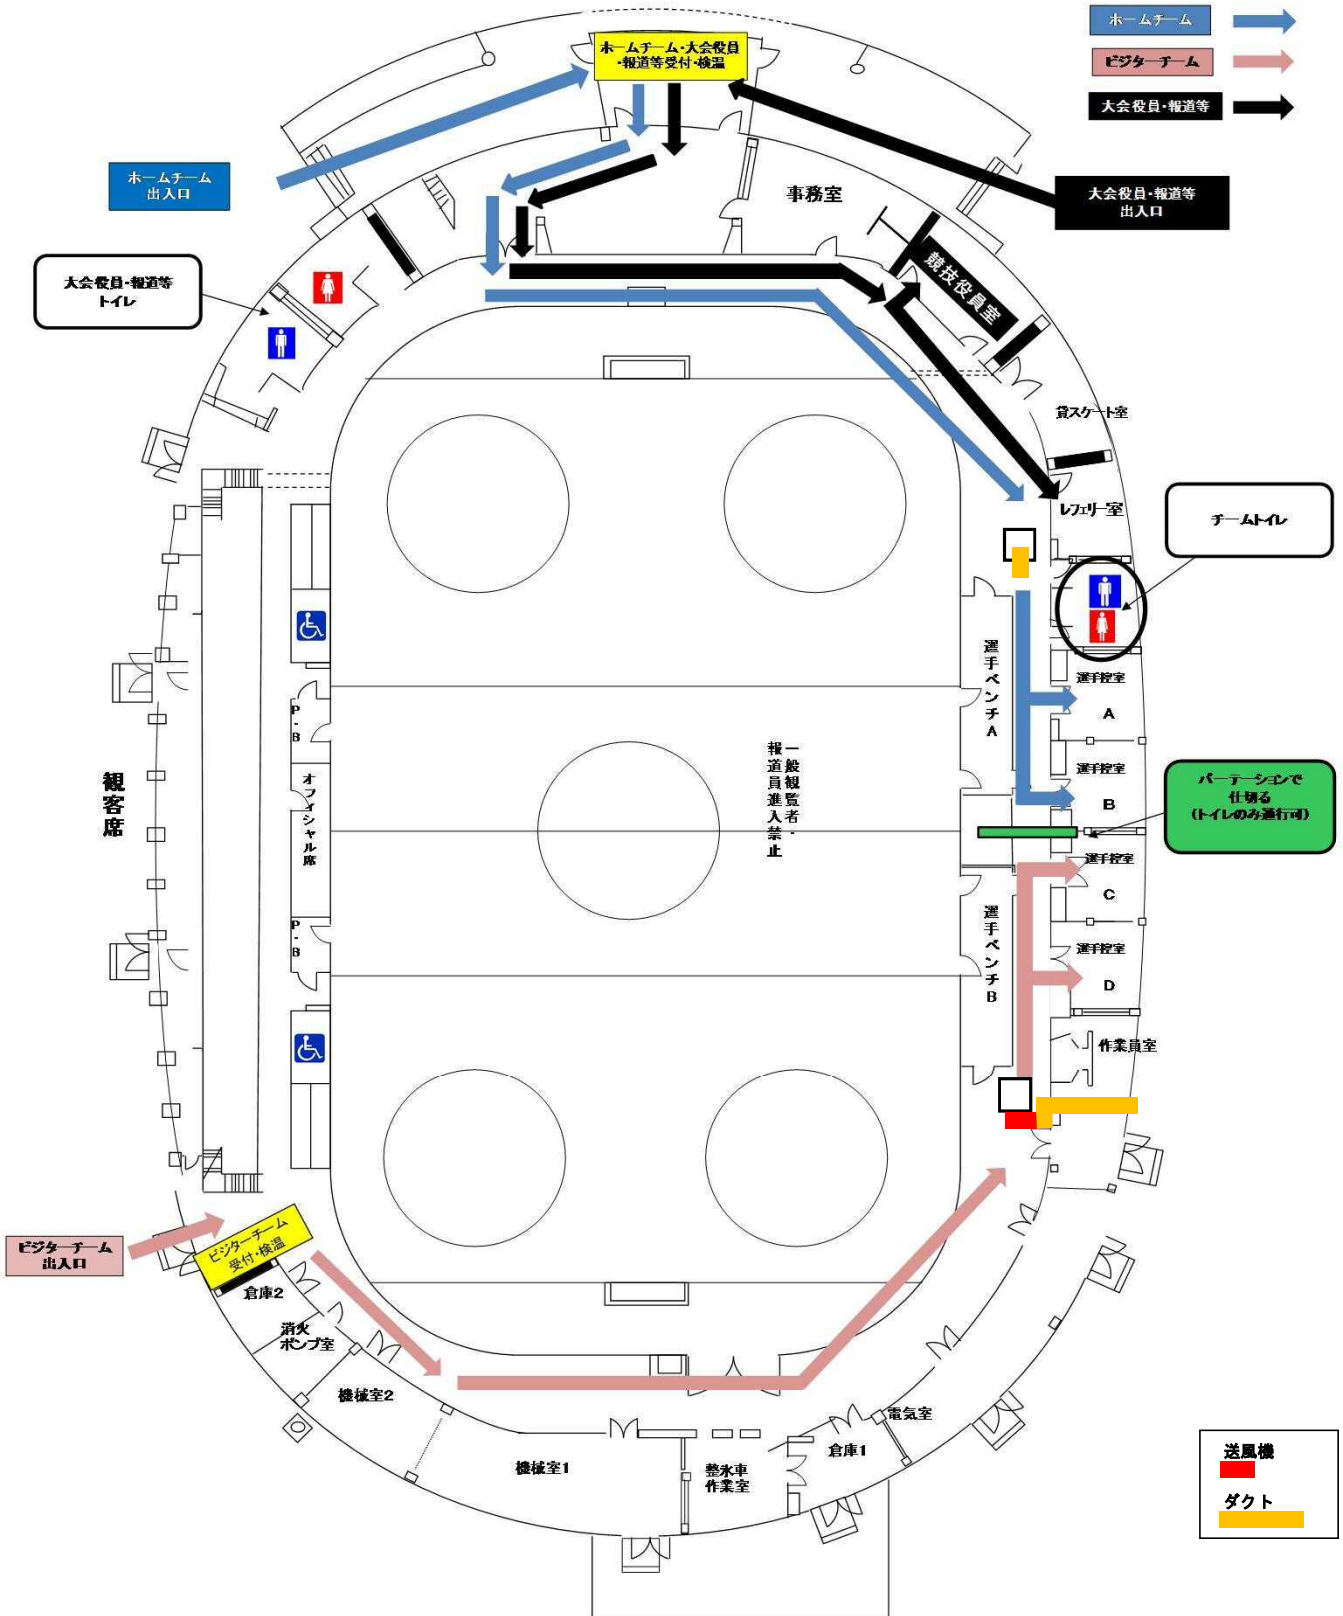 ホームチーム
ビジターチーム
大会役員・報道等
ホームチーム・大会役員
・報道等受付・検温
ホームチーム
出入口
大会役員・報道等
出入口
事務室
競技役員室
大会役員・報道等
トイレ
貸スケート室
レフェリー室
チームトイレ
選手ベンチA
選手控室
A
選手控室
B
パーテーションで
仕切る
(トイレのみ通行可)
選手控室
C
選手控室
D
選手ベンチB
作業員室
一般観覧者・
報道員進入禁止
P-B
オフィシャル席
P-B
観客席
ビジターチーム
出入口
ビジターチーム
受付・検温
倉庫2
消火
ポンプ室
機械室2
機械室1
整氷車
作業室
倉庫1
電気室
送風機
ダクト